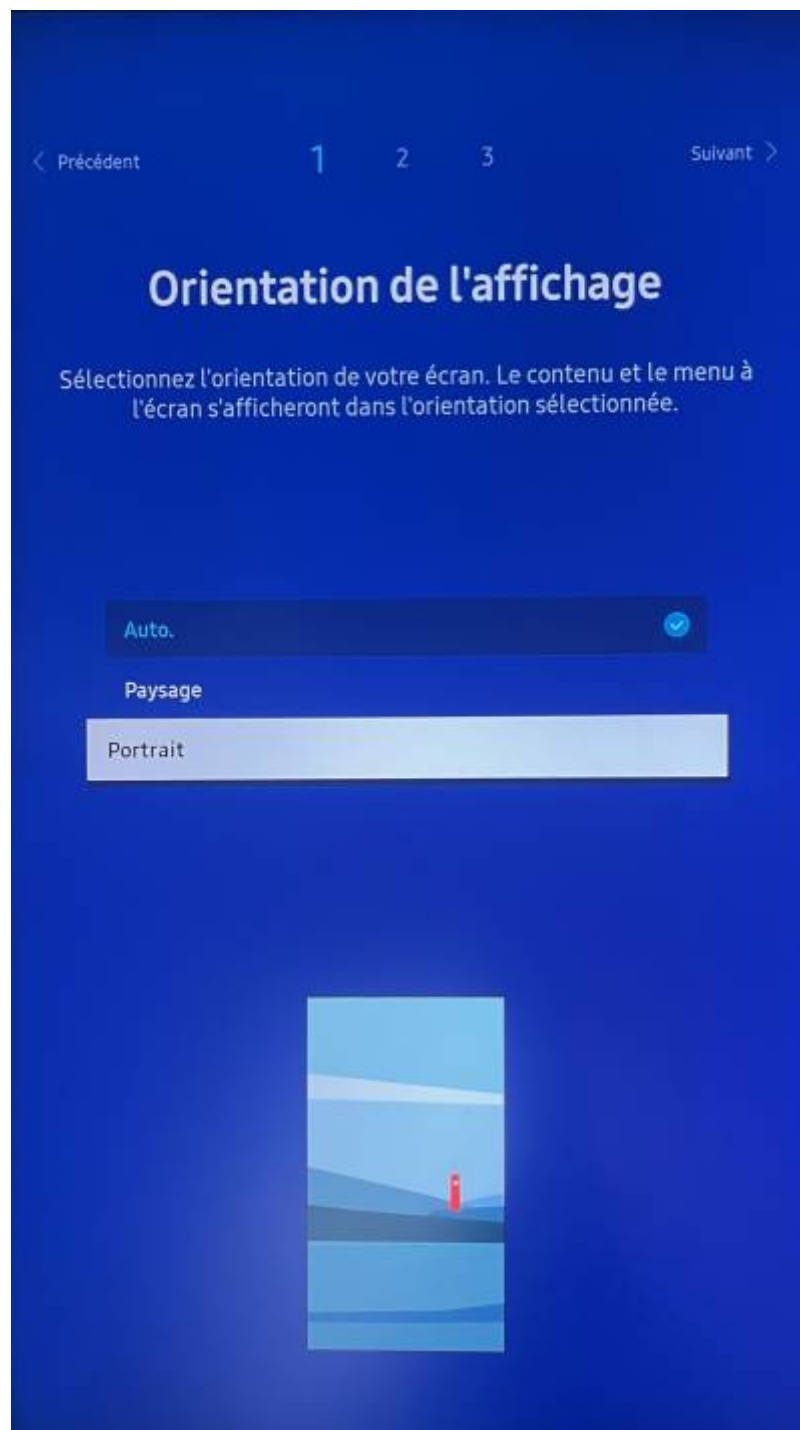 Précédent
1
2
3
Suivant
Orientation de l'affichage
Sélectionnez l'orientation de votre écran. Le contenu et le menu à
l'écran s'afficheront dans l'orientation sélectionnée.
Auto.
Paysage
Portrait